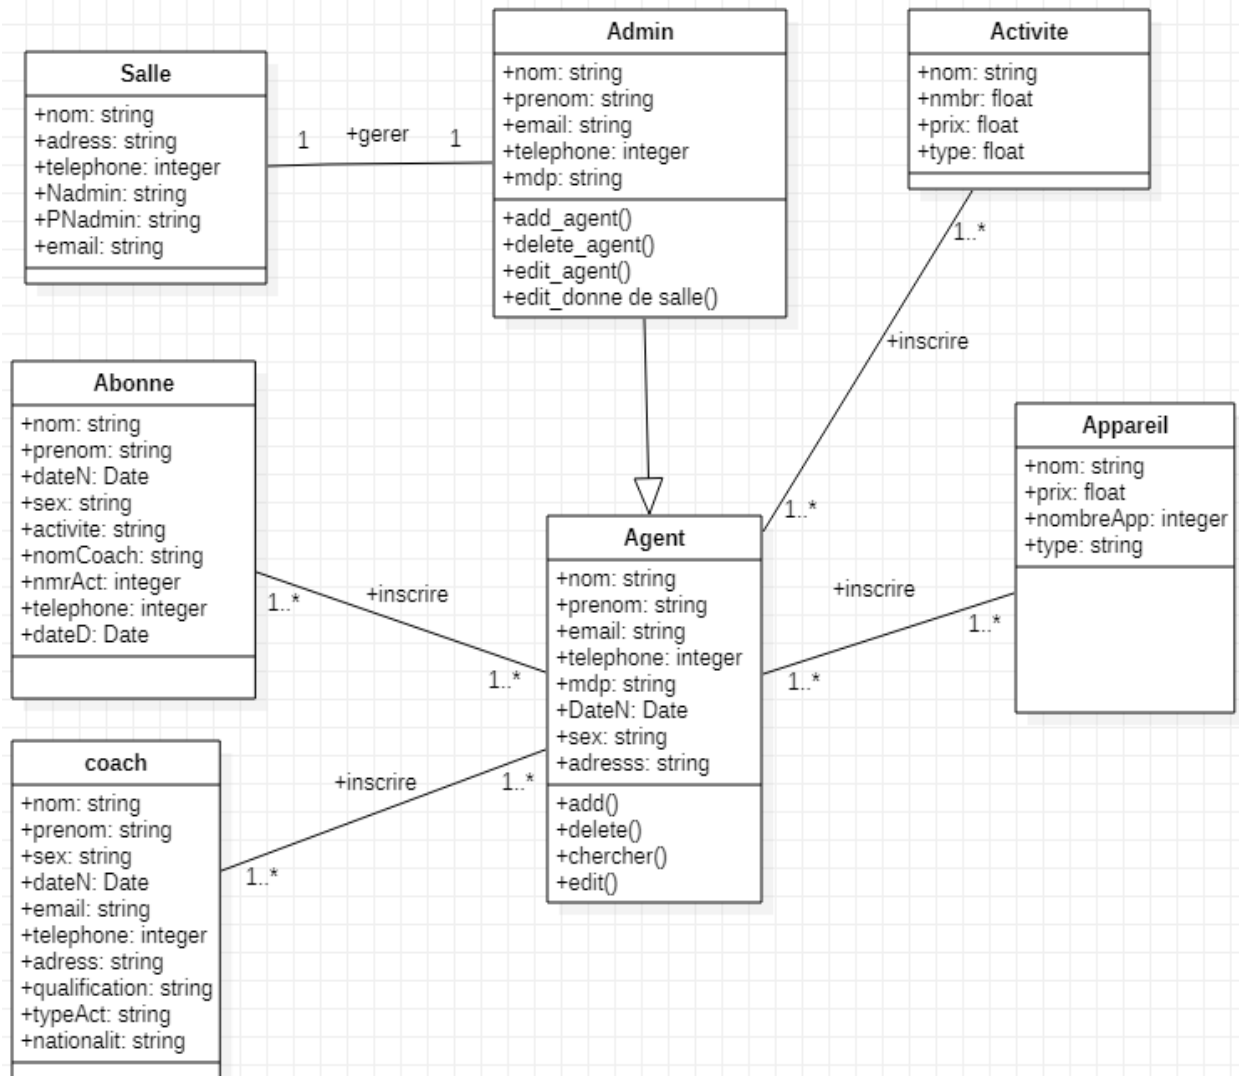 Salle
+nom: string
+adress: string
+telephone: integer
+Nadmin: string
+PNadmin: string
+email: string
1
+gerer
1
Admin
+nom: string
+prenom: string
+email: string
+telephone: integer
+mdp: string
+add_agent()
+delete_agent()
+edit_agent()
+edit_donne de salle()
Activite
+nom: string
+nmbr: float
+prix: float
+type: float
1..*
+inscrire
1..*
Abonne
+nom: string
+prenom: string
+dateN: Date
+sex: string
+activite: string
+nomCoach: string
+nmrAct: integer
+telephone: integer
+dateD: Date
1..*
+inscrire
1..*
Agent
+nom: string
+prenom: string
+email: string
+telephone: integer
+mdp: string
+DateN: Date
+sex: string
+adresss: string
+add()
+delete()
+chercher()
+edit()
Appareil
+nom: string
+prix: float
+nombreApp: integer
+type: string
+inscrire
1..*
1..*
coach
+nom: string
+prenom: string
+sex: string
+dateN: Date
+email: string
+telephone: integer
+adress: string
+qualification: string
+typeAct: string
+nationalit: string
+inscrire
1..*
1..*